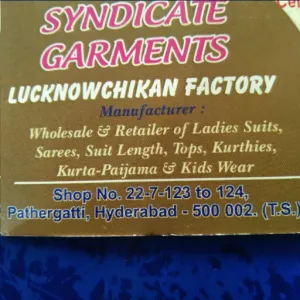 SYNDICATE
GARMENTS
LUCKNOWCHIKAN FACTORY
Manufacturer :
Wholesale & Retailer of Ladies Suits,
Sarees, Suit Length, Tops, Kurthies,
Kurta-Paijama & Kids Wear
Shop No. 22-7-123 to 124,
Pathergatti, Hyderabad - 500 002. (T.S.)